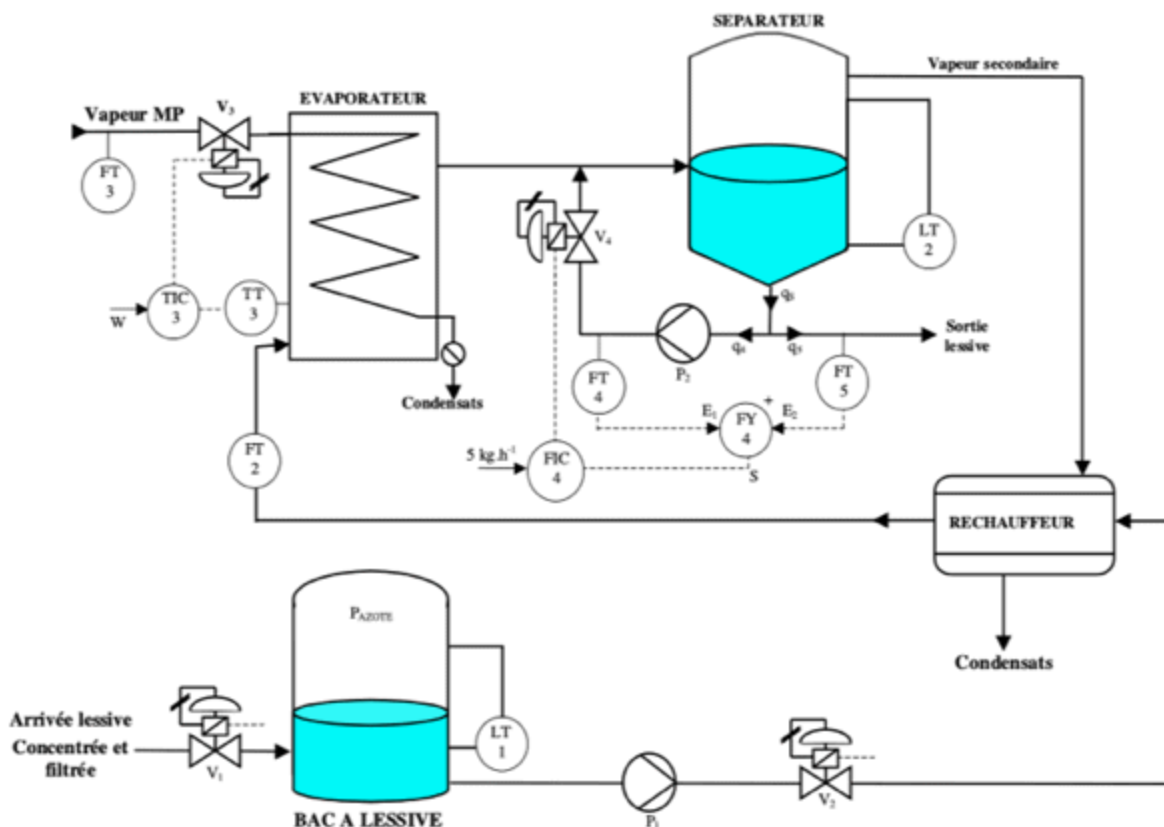 SEPARATEUR
Vapeur secondaire
V₃
EVAPORATEUR
Vapeur MP
FT
3
V₄
LT
2
TIC
3
TT
3
W
q₆
q₄
q₅
Sortie
lessive
P₂
FT
4
FT
5
Condensats
E₁
FY
4
+
E₂
S
5 kg.h⁻¹
FIC
4
FT
2
RECHAUFFEUR
Condensats
P_AZOTE
Arrivée lessive
Concentrée et
filtrée
V₁
LT
1
BAC A LESSIVE
P₁
V₂